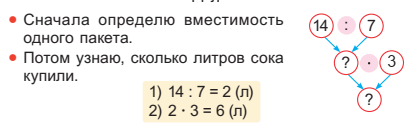 • Сначала определю вместимость
одного пакета.
• Потом узнаю, сколько литров сока
купили.
1) 14 : 7 = 2 (л)
2) 2 · 3 = 6 (л)
14 : 7
? · 3
?